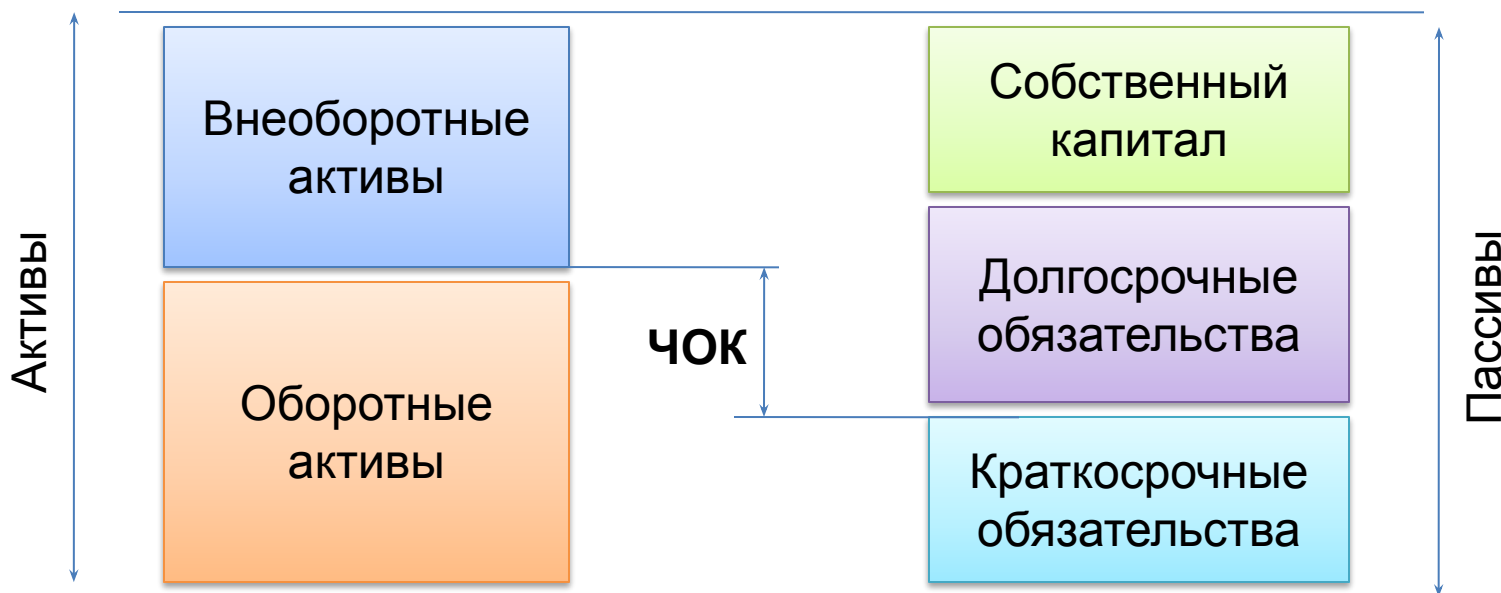 Активы
Внеоборотные
активы
Оборотные
активы
ЧОК
Собственный
капитал
Долгосрочные
обязательства
Краткосрочные
обязательства
Пассивы